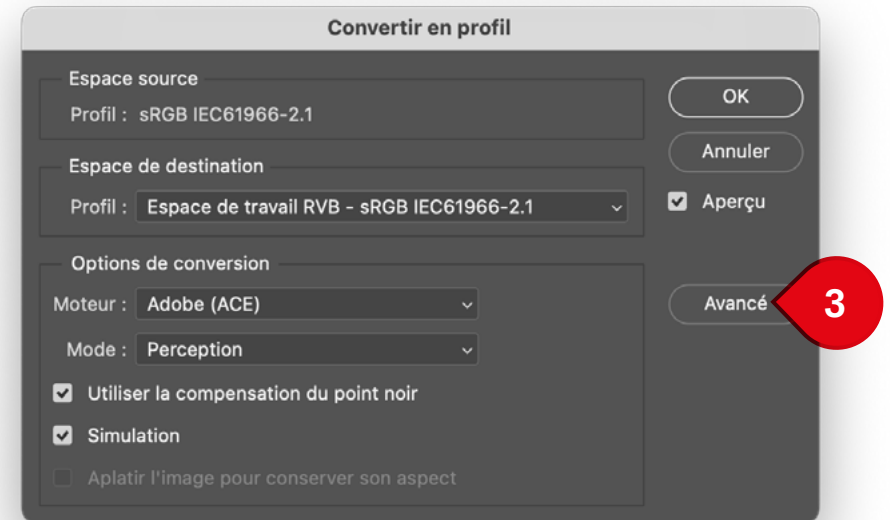 Convertir en profil
Espace source
Profil : sRGB IEC61966-2.1
OK
Annuler
Espace de destination
Profil : Espace de travail RVB - sRGB IEC61966-2.1
Aperçu
Options de conversion
Moteur : Adobe (ACE)
Avancé
3
Mode : Perception
Utiliser la compensation du point noir
Simulation
Aplatir l'image pour conserver son aspect